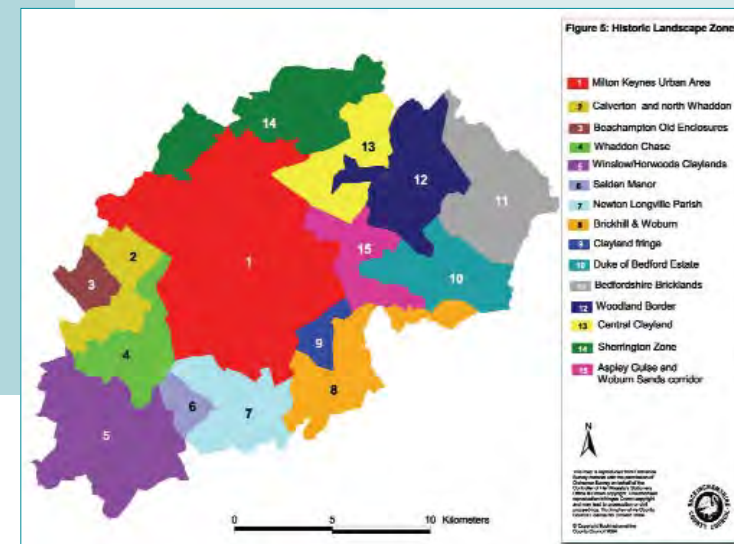 Figure 5: Historic Landscape Zone
1 Milton Keynes Urban Area
2 Calverton and north Whaddon
3 Beachampton Old Enclosures
4 Whaddon Chase
5 Winslow/Horwoods Claylands
6 Salden Manor
7 Newton Longville Parish
8 Brickhill & Woburn
9 Clayland fringe
10 Duke of Bedford Estate
Bedfordshire Bricklands
12 Woodland Border
13 Central Clayland
14 Sherrington Zone
15 Aspley Guise and
Woburn Sands corridor
14
13
12
11
15
10
2
1
3
9
4
8
6
7
5
N
0 5 10 Kilometers
BUCKINGHAMSHIRE
COUNTY COUNCIL